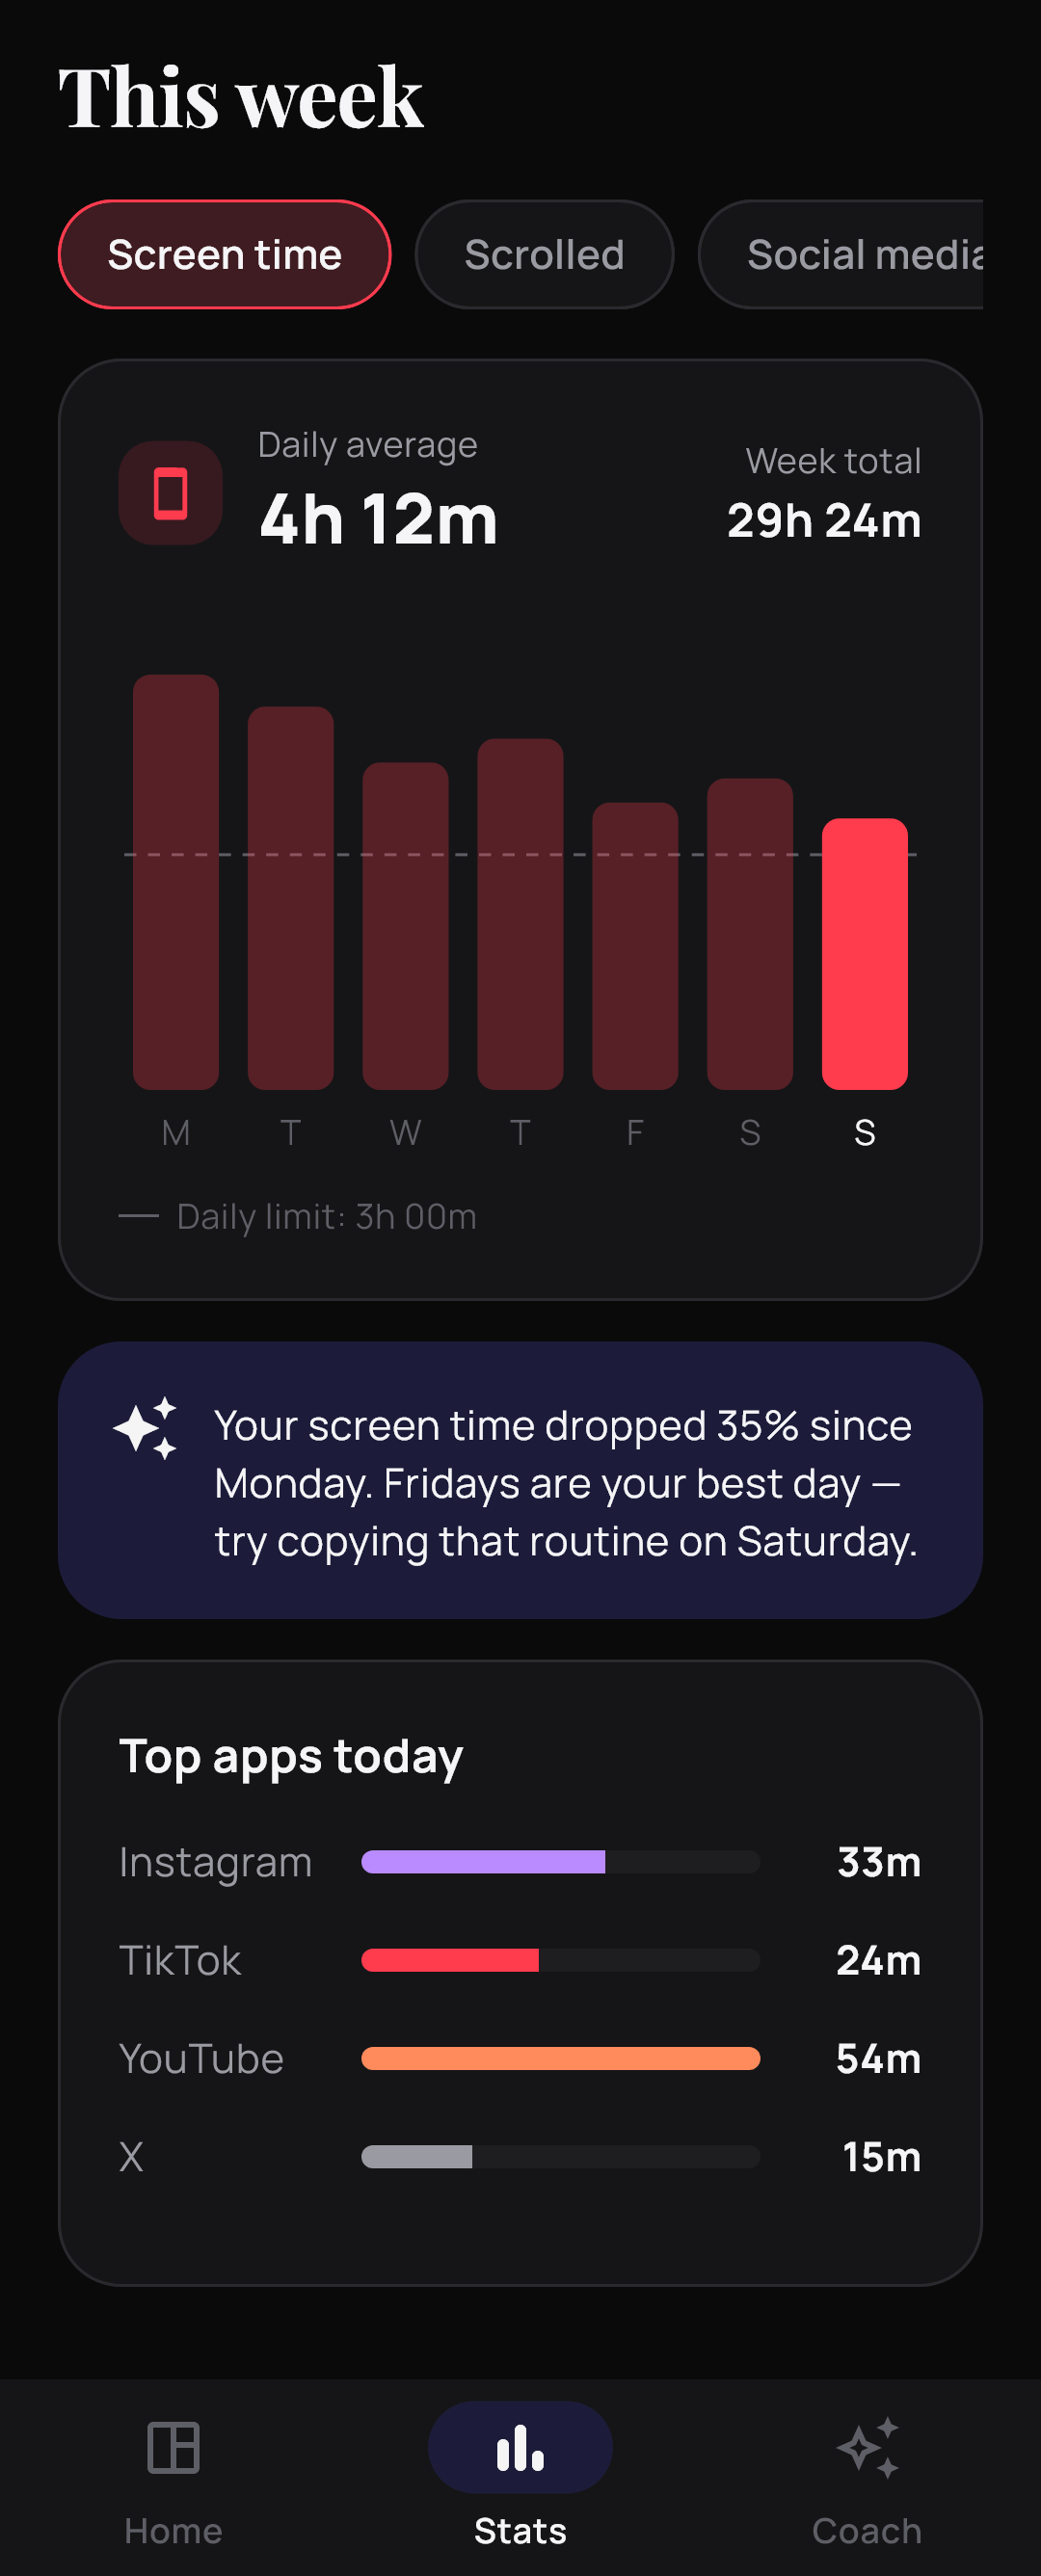 This week
Screen time
Scrolled
Social media
Daily average
4h 12m
Week total
29h 24m
M T W T F S S
Daily limit: 3h 00m
Your screen time dropped 35% since
Monday. Fridays are your best day —
try copying that routine on Saturday.
Top apps today
Instagram 33m
TikTok 24m
YouTube 54m
X 15m
Home
Stats
Coach